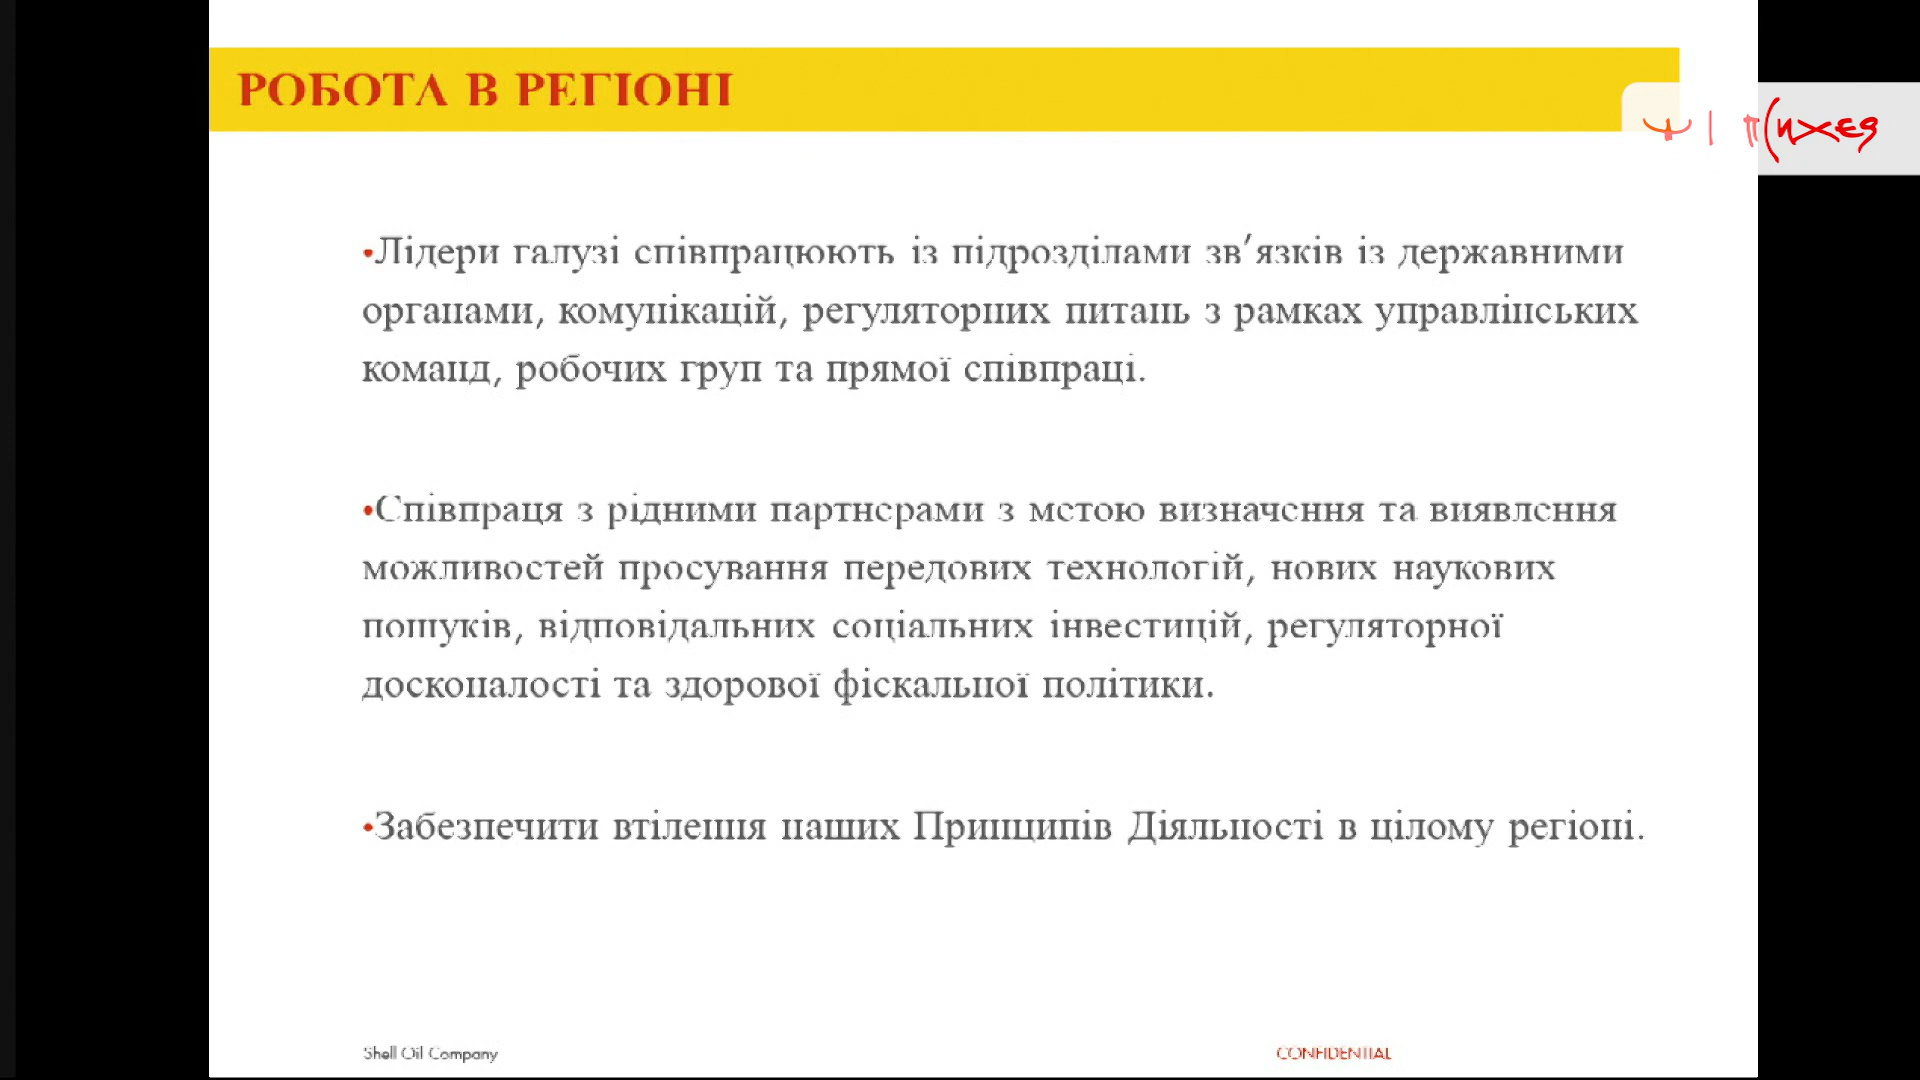 РОБОТА В РЕГІОНІ
•Лідери галузі співпрацюють із підрозділами зв’язків із державними
органами, комунікацій, регуляторних питань з рамках управлінських
команд, робочих груп та прямої співпраці.
•Співпраця з рідними партнерами з метою визначення та виявлення
можливостей просування передових технологій, нових наукових
пошуків, відповідальних соціальних інвестицій, регуляторної
досконалості та здорової фіскальної політики.
•Забезпечити втілення наших Принципів Діяльності в цілому регіоні.
Shell Oil Company
CONFIDENTIAL